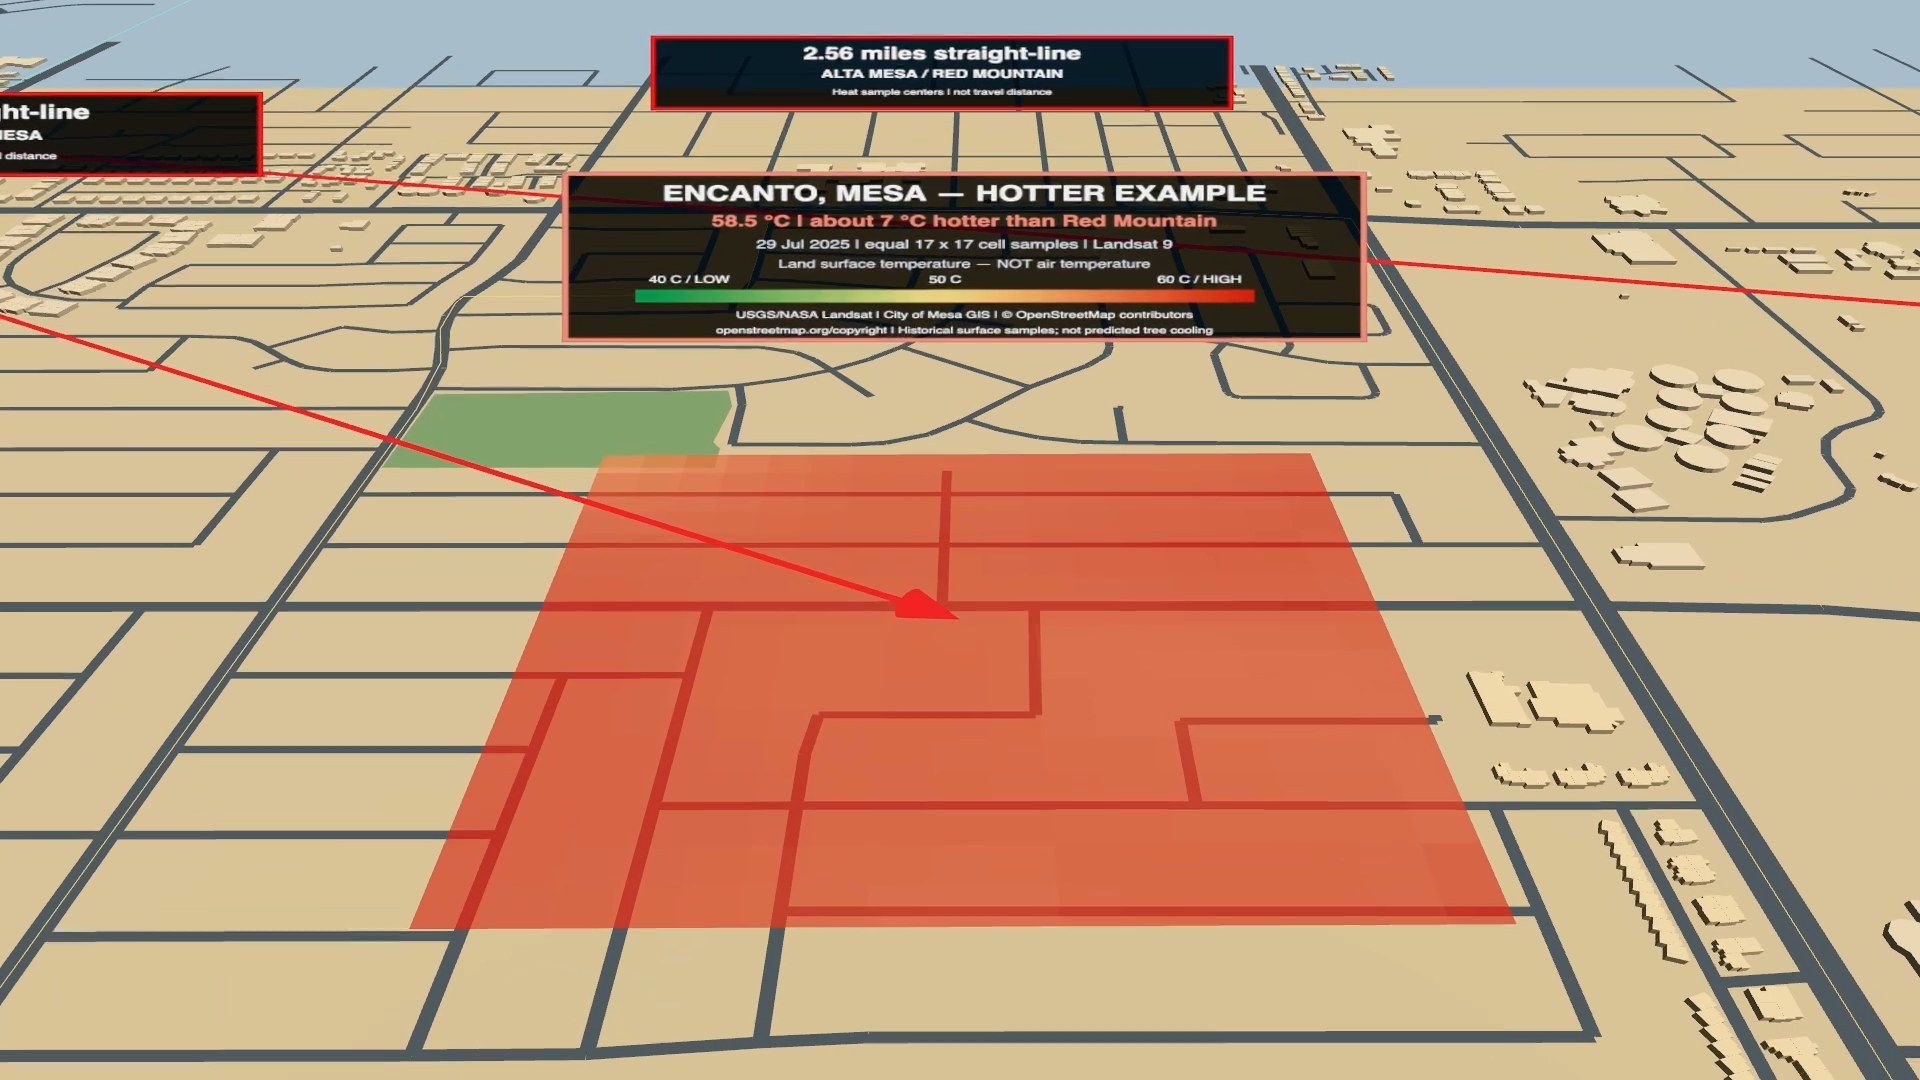 2.56 miles straight-line
ALTA MESA / RED MOUNTAIN
Heat sample centers | not travel distance
ght-line
MESA
distance
ENCANTO, MESA — HOTTER EXAMPLE
58.5 °C | about 7 °C hotter than Red Mountain
29 Jul 2025 | equal 17 x 17 cell samples | Landsat 9
Land surface temperature — NOT air temperature
40 C / LOW 50 C 60 C / HIGH
USGS/NASA Landsat | City of Mesa GIS | © OpenStreetMap contributors
openstreetmap.org/copyright | Historical surface samples; not predicted tree cooling